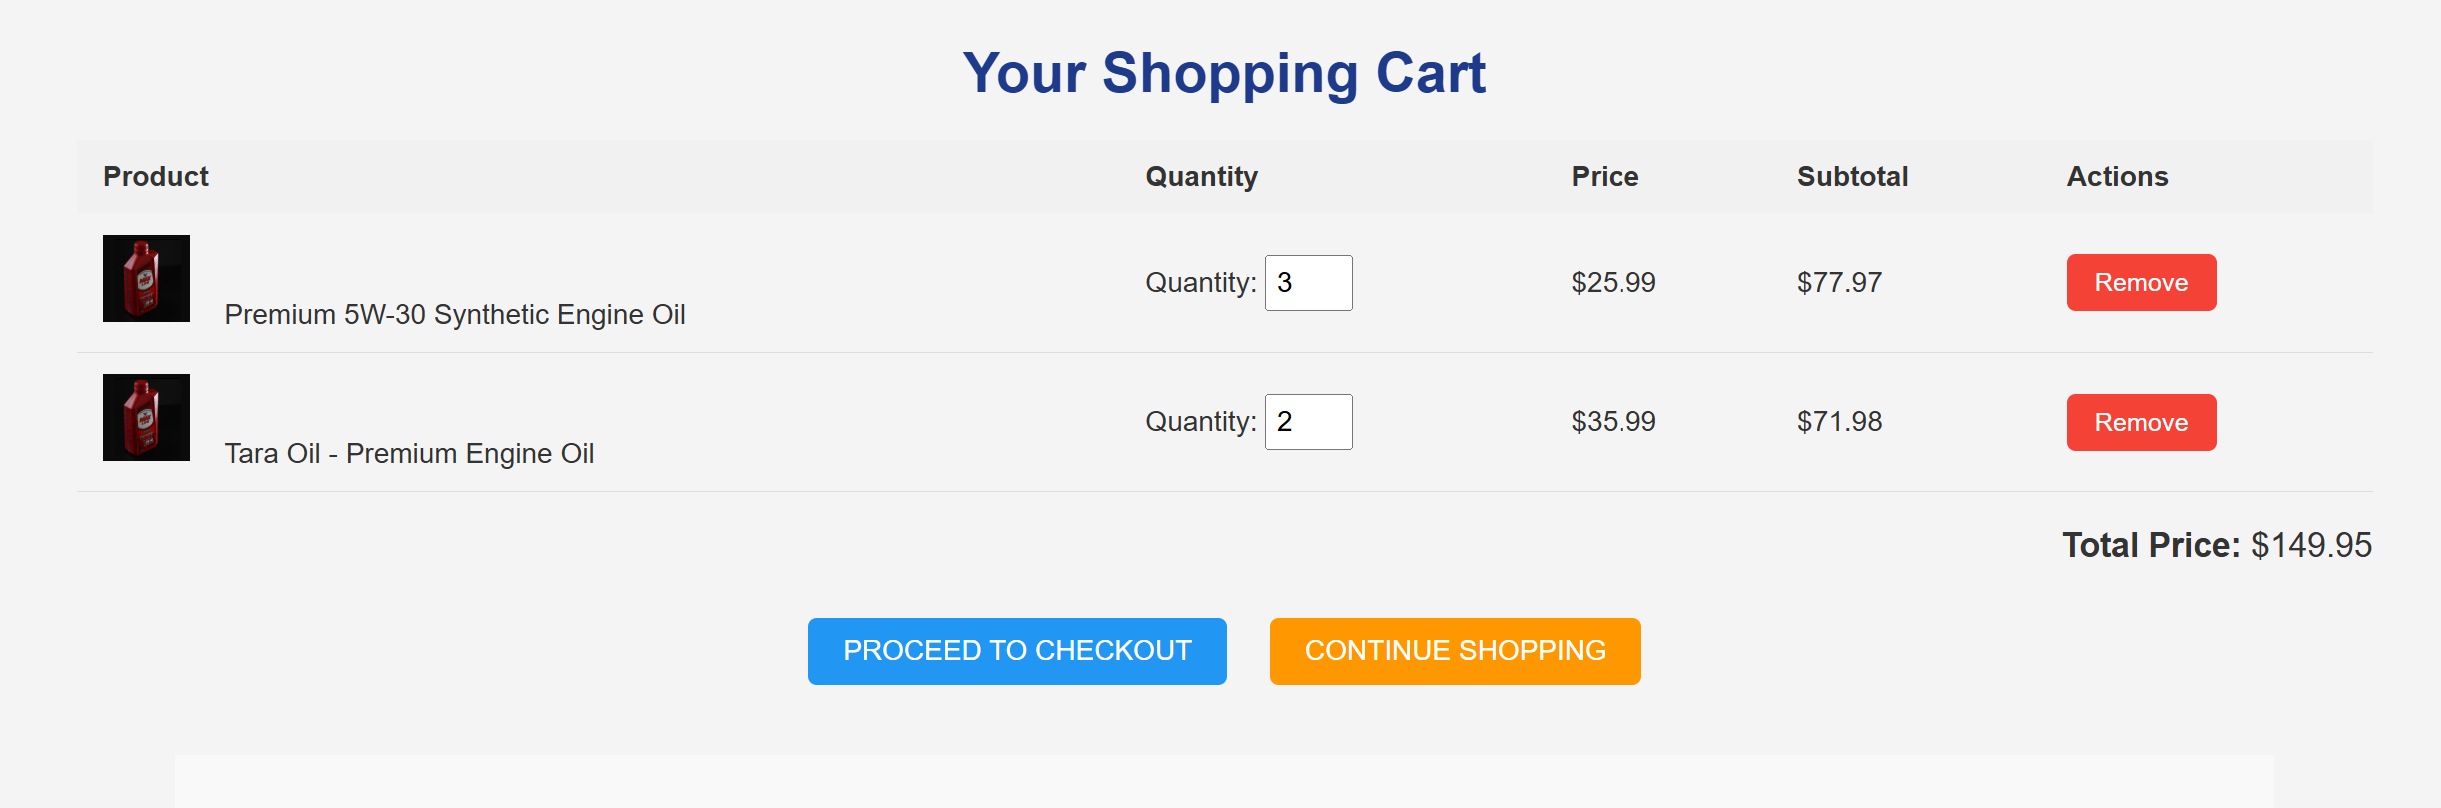 Your Shopping Cart
Product Quantity Price Subtotal Actions
Premium 5W-30 Synthetic Engine Oil Quantity: 3 $25.99 $77.97 Remove
Tara Oil - Premium Engine Oil Quantity: 2 $35.99 $71.98 Remove
Total Price: $149.95
PROCEED TO CHECKOUT CONTINUE SHOPPING